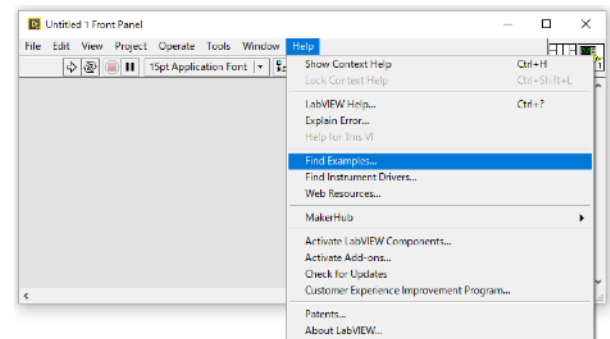 Untitled 1 Front Panel
File Edit View Project Operate Tools Window Help
15pt Application Font
Show Context Help Ctrl+H
Lock Context Help Ctrl+Shift+L
LabVIEW Help... Ctrl+?
Explain Error...
Help for This VI
Find Examples...
Find Instrument Drivers...
Web Resources...
MakerHub
Activate LabVIEW Components...
Activate Add-ons...
Check for Updates
Customer Experience Improvement Program...
Patents...
About LabVIEW...